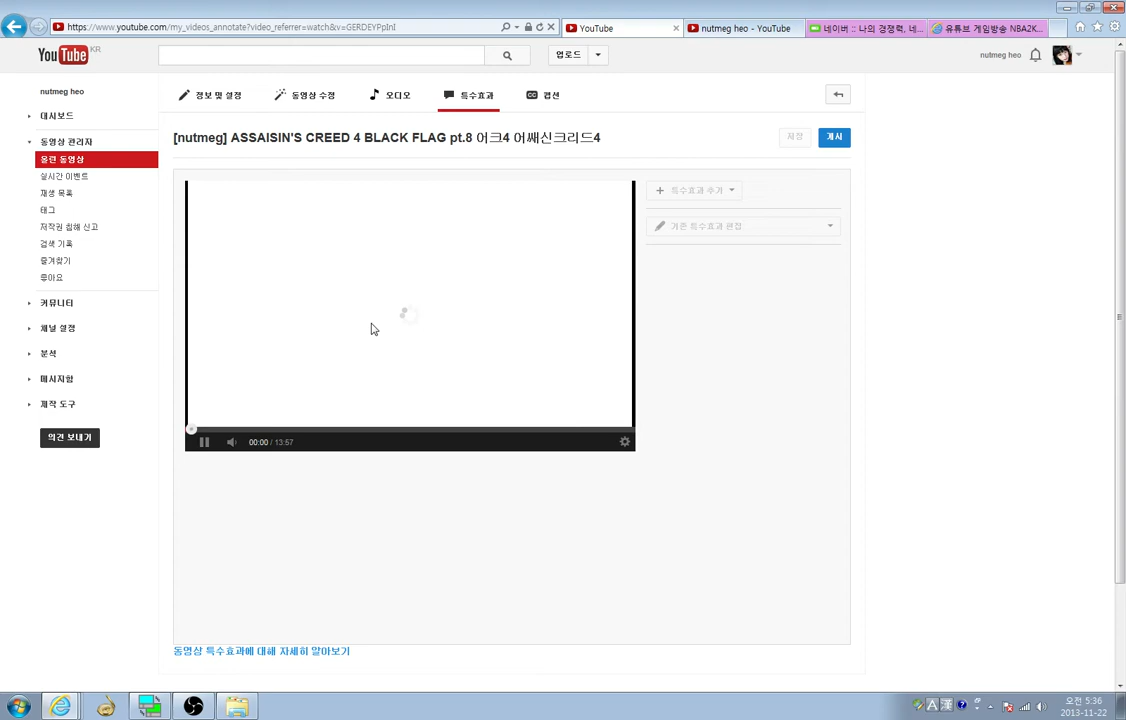 https://www.youtube.com/my_videos_annotate?video_referrer=watch&v=GERDEYPpInI
YouTube
nutmeg heo - YouTube
네이버 :: 나의 경쟁력, 네...
유튜브 게임방송 NBA2K...
YouTube KR
업로드
nutmeg heo
nutmeg heo
대시보드
동영상 관리자
올린 동영상
실시간 이벤트
재생 목록
태그
저작권 침해 신고
검색 기록
즐겨찾기
좋아요
커뮤니티
채널 설정
분석
메시지함
제작 도구
의견 보내기
정보 및 설정
동영상 수정
오디오
특수효과
CC 캡션
[nutmeg] ASSAISIN'S CREED 4 BLACK FLAG pt.8 어크4 어쌔신크리드4
저장
게시
특수효과 추가
기존 특수효과 편집
00:00 / 13:57
동영상 특수효과에 대해 자세히 알아보기
A 漢
오전 5:36
2013-11-22